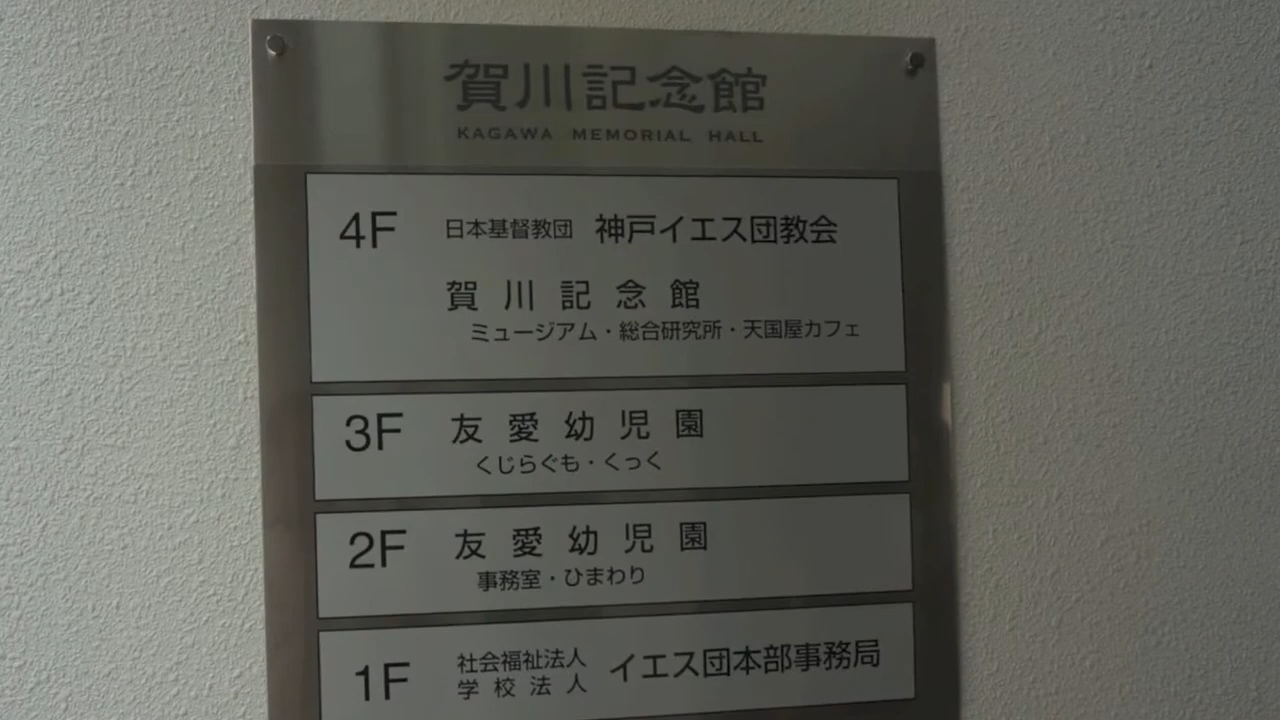 賀川記念館
KAGAWA MEMORIAL HALL
4F 日本基督教団 神戸イエス団教会
賀川記念館
ミュージアム・総合研究所・天国屋カフェ
3F 友愛幼児園
くじらぐも・くっく
2F 友愛幼児園
事務室・ひまわり
1F 社会福祉法人 イエス団本部事務局
学校法人